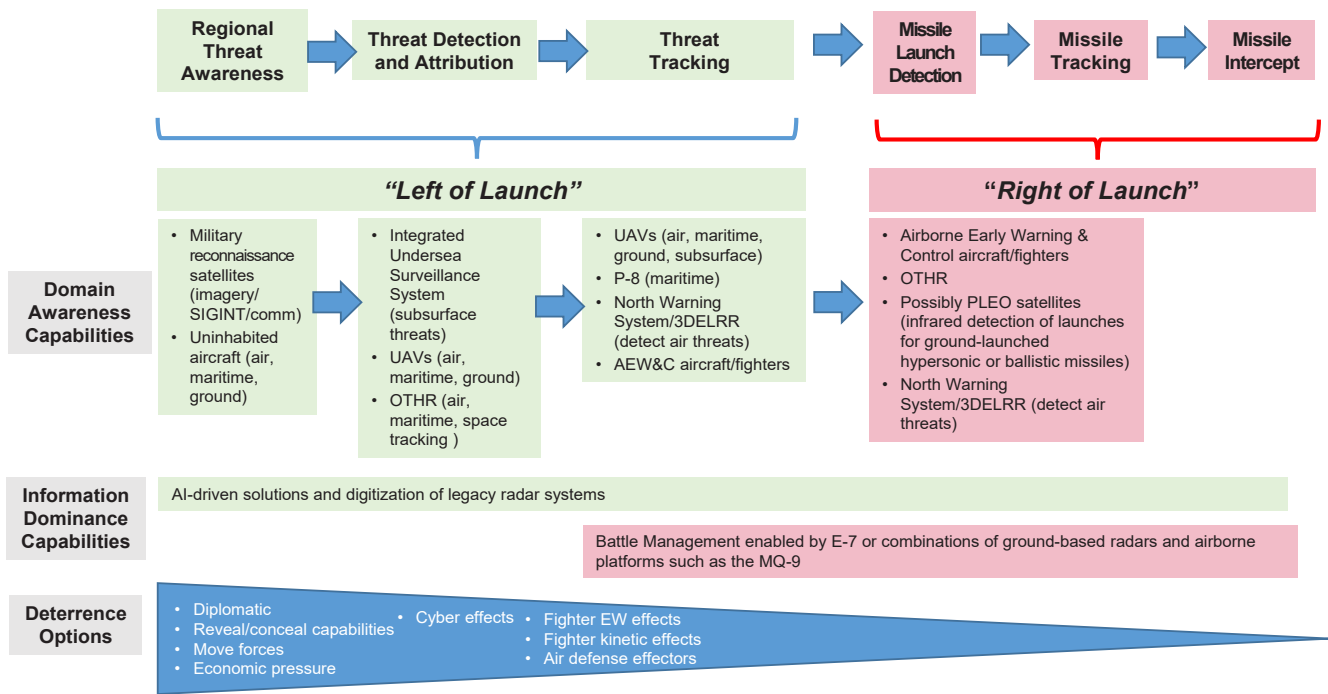 Regional
Threat
Awareness
Threat Detection
and Attribution
Threat
Tracking
Missile
Launch
Detection
Missile
Tracking
Missile
Intercept
“Left of Launch”
“Right of Launch”
Domain
Awareness
Capabilities
• Military
reconnaissance
satellites
(imagery/
SIGINT/comm)
• Uninhabited
aircraft (air,
maritime,
ground)
• Integrated
Undersea
Surveillance
System
(subsurface
threats)
• UAVs (air,
maritime, ground)
• OTHR (air,
maritime, space
tracking )
• UAVs (air, maritime,
ground, subsurface)
• P-8 (maritime)
• North Warning
System/3DELRR
(detect air threats)
• AEW&C aircraft/fighters
• Airborne Early Warning &
Control aircraft/fighters
• OTHR
• Possibly PLEO satellites
(infrared detection of launches
for ground-launched
hypersonic or ballistic missiles)
• North Warning
System/3DELRR (detect air
threats)
Information
Dominance
Capabilities
AI-driven solutions and digitization of legacy radar systems
Battle Management enabled by E-7 or combinations of ground-based radars and airborne
platforms such as the MQ-9
Deterrence
Options
• Diplomatic
• Reveal/conceal capabilities
• Move forces
• Economic pressure
• Cyber effects
• Fighter EW effects
• Fighter kinetic effects
• Air defense effectors